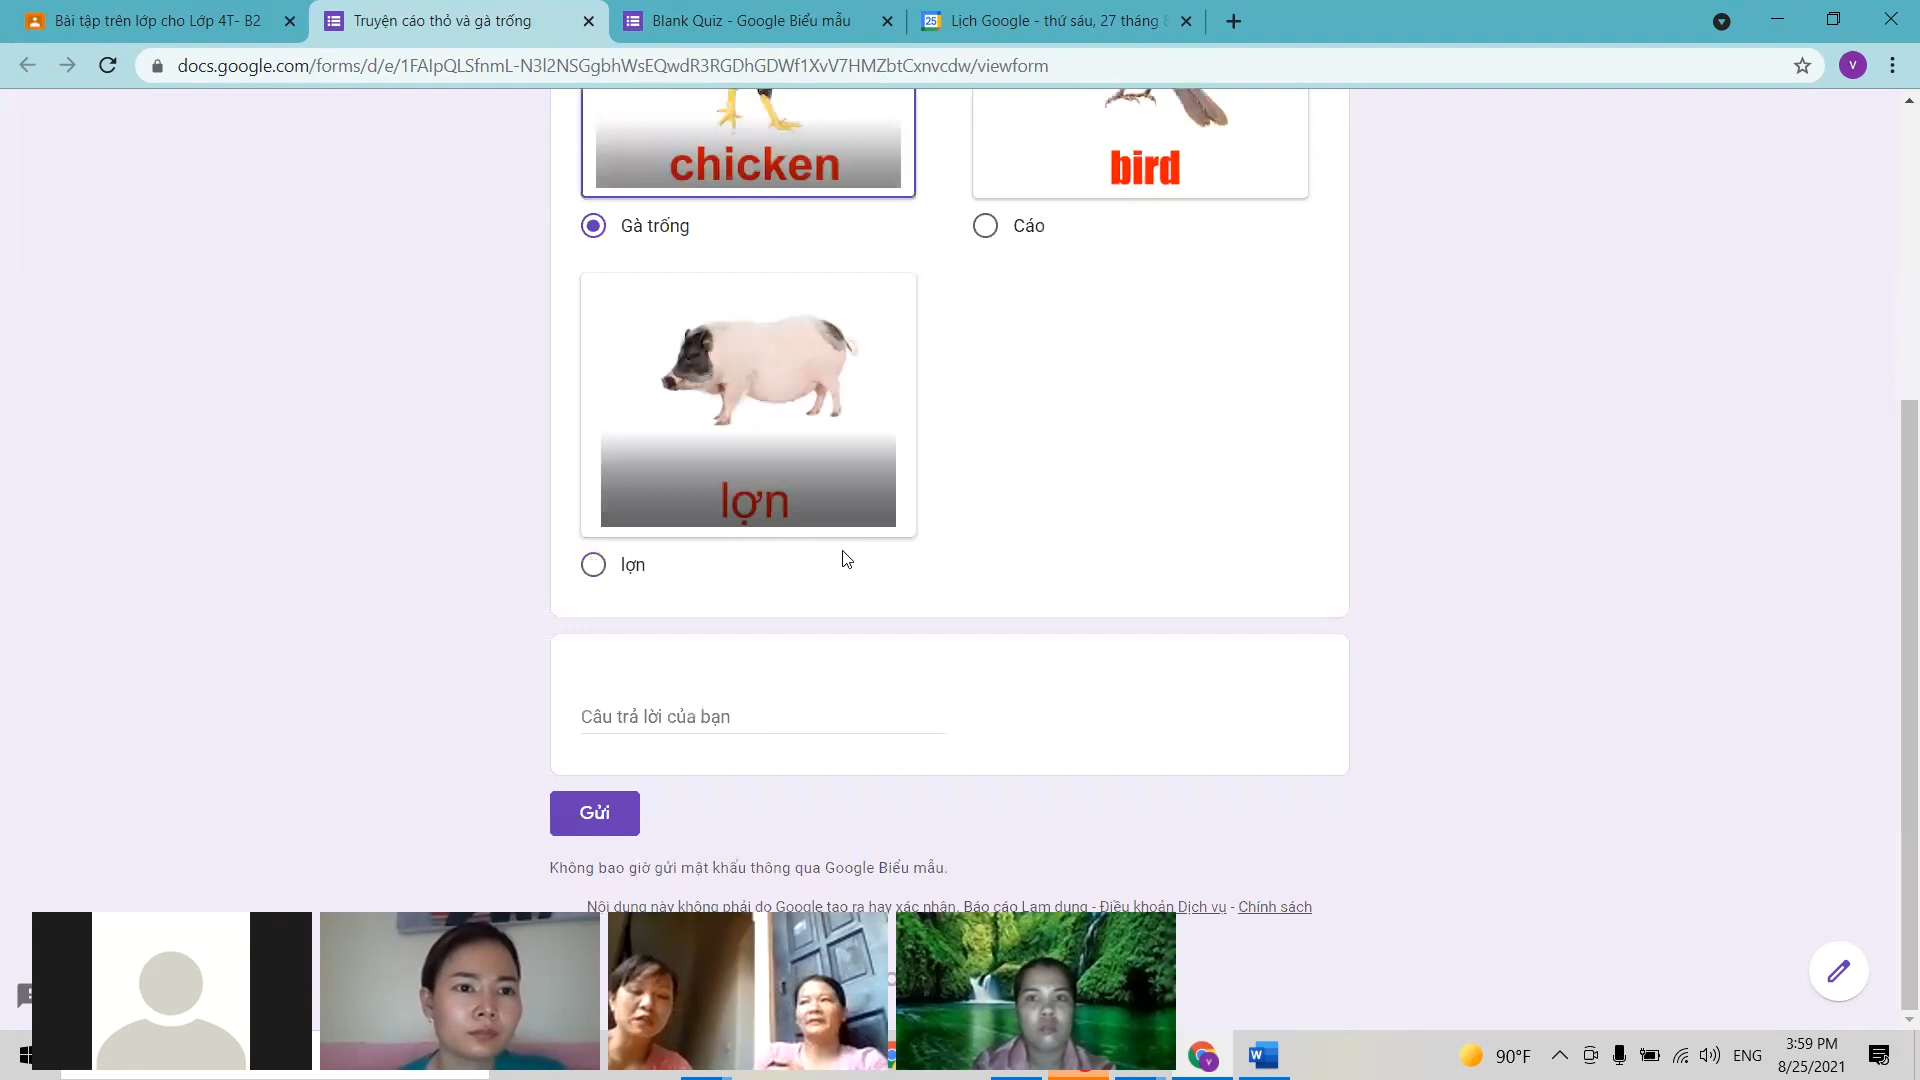 Bài tập trên lớp cho Lớp 4T- B2
Truyện cáo thỏ và gà trống
Blank Quiz - Google Biểu mẫu
25
Lịch Google - thứ sáu, 27 tháng
docs.google.com/forms/d/e/1FAIpQLSfnmL-N3l2NSGgbhWsEQwdR3RGDhGDWf1XvV7HMZbtCxnvcdw/viewform
V
chicken
bird
Gà trống
Cáo
lợn
lợn
Câu trả lời của bạn
Gửi
Không bao giờ gửi mật khẩu thông qua Google Biểu mẫu.
Nội dung này không phải do Google tạo ra hay xác nhận. Báo cáo Lạm dụng - Điều khoản Dịch vụ - Chính sách
90°F
ENG
3:59 PM
8/25/2021